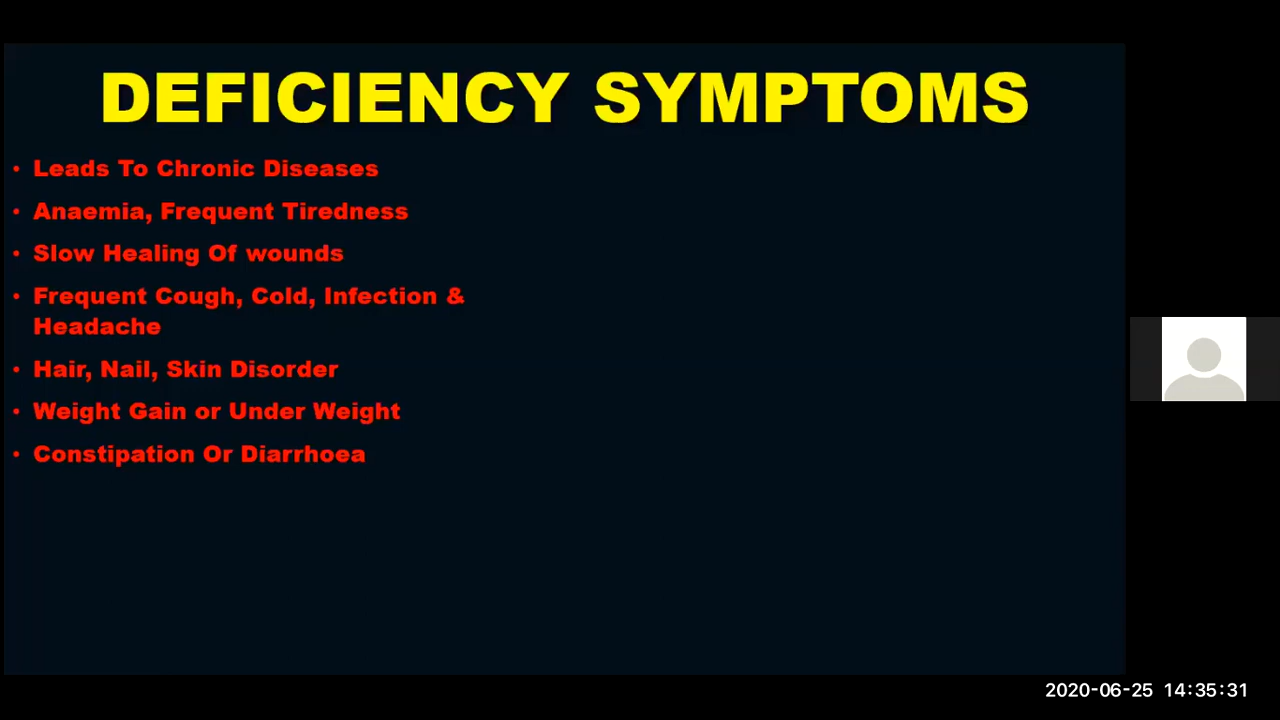 DEFICIENCY SYMPTOMS
• Leads To Chronic Diseases
• Anaemia, Frequent Tiredness
• Slow Healing Of wounds
• Frequent Cough, Cold, Infection &
Headache
• Hair, Nail, Skin Disorder
• Weight Gain or Under Weight
• Constipation Or Diarrhoea
2020-06-25 14:35:31